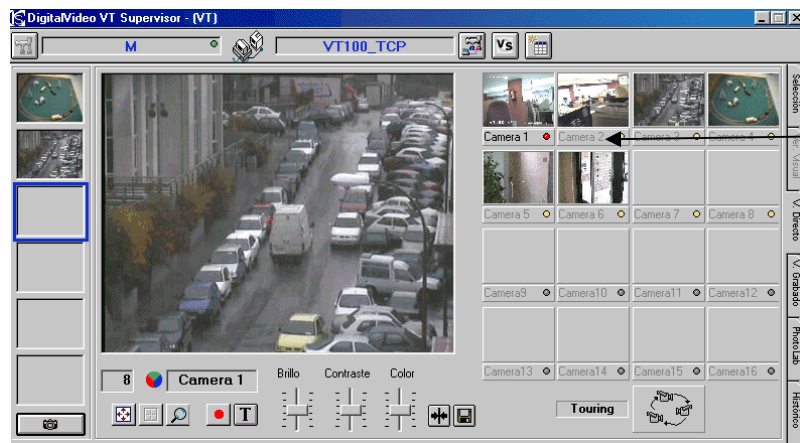 DigitalVideo VT Supervisor - (VT)
M
VT100_TCP
Vs
Camera 1
Camera 2
Camera 3
Camera 4
Camera 5
Camera 6
Camera 7
Camera 8
Camera9
Camera10
Camera11
Camera12
Camera13
Camera14
Camera15
Camera16
8
Camera 1
Brillo
Contraste
Color
T
Touring
Selección
Ver. Visual
V. Directo
V. Grabado
Photo Lab
Histórico